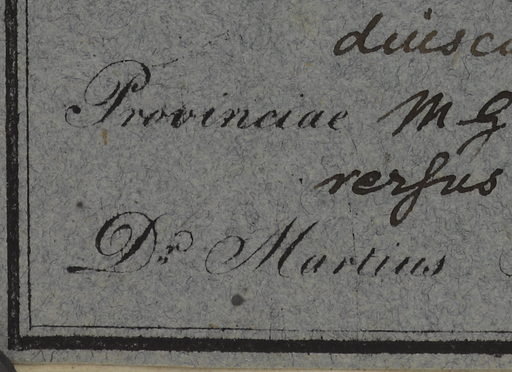 Provinciae M G
versus
Dr. Martius